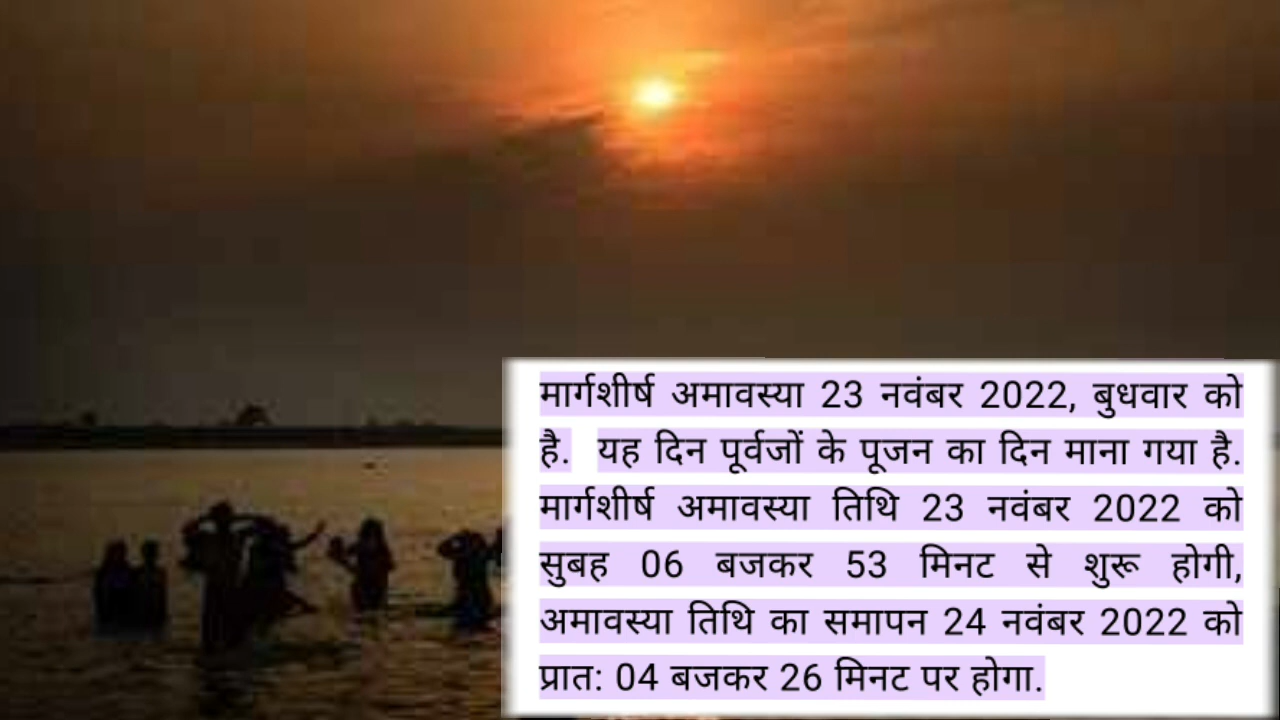 मार्गशीर्ष अमावस्या 23 नवंबर 2022, बुधवार को
है. यह दिन पूर्वजों के पूजन का दिन माना गया है.
मार्गशीर्ष अमावस्या तिथि 23 नवंबर 2022 को
सुबह 06 बजकर 53 मिनट से शुरू होगी,
अमावस्या तिथि का समापन 24 नवंबर 2022 को
प्रात: 04 बजकर 26 मिनट पर होगा.